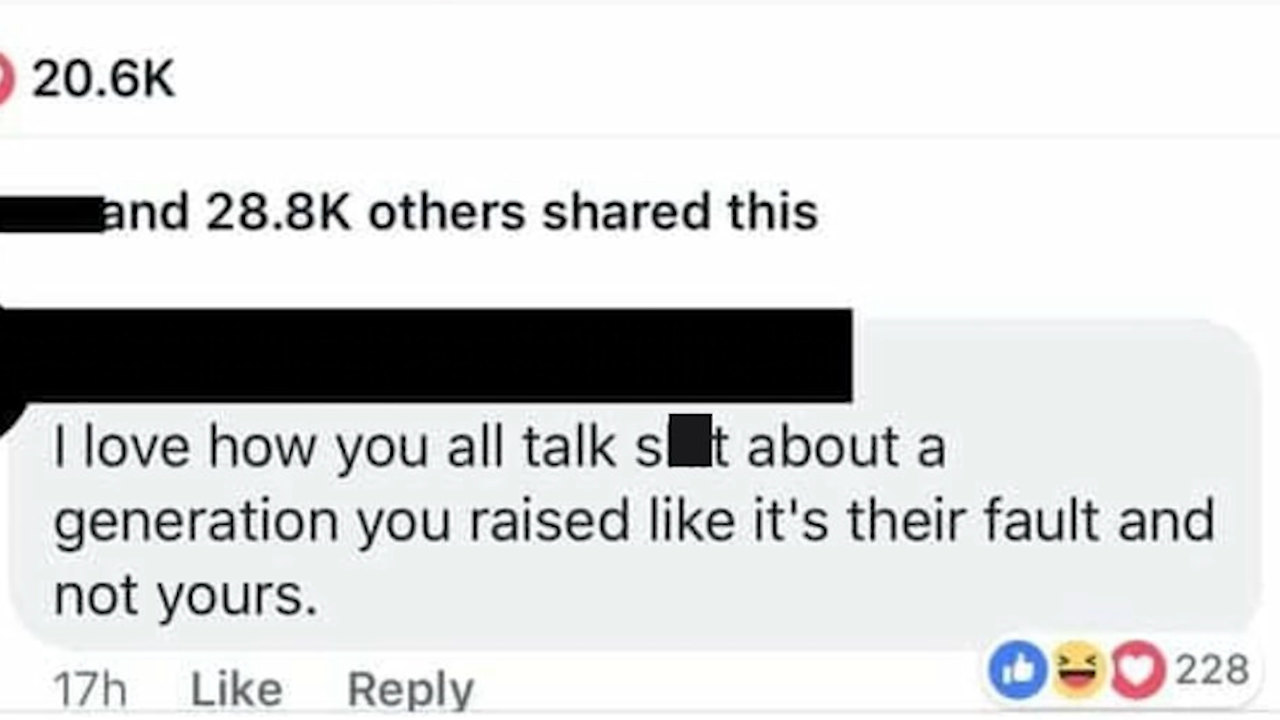 20.6K
and 28.8K others shared this
I love how you all talk s t about a
generation you raised like it's their fault and
not yours.
17h Like Reply 228